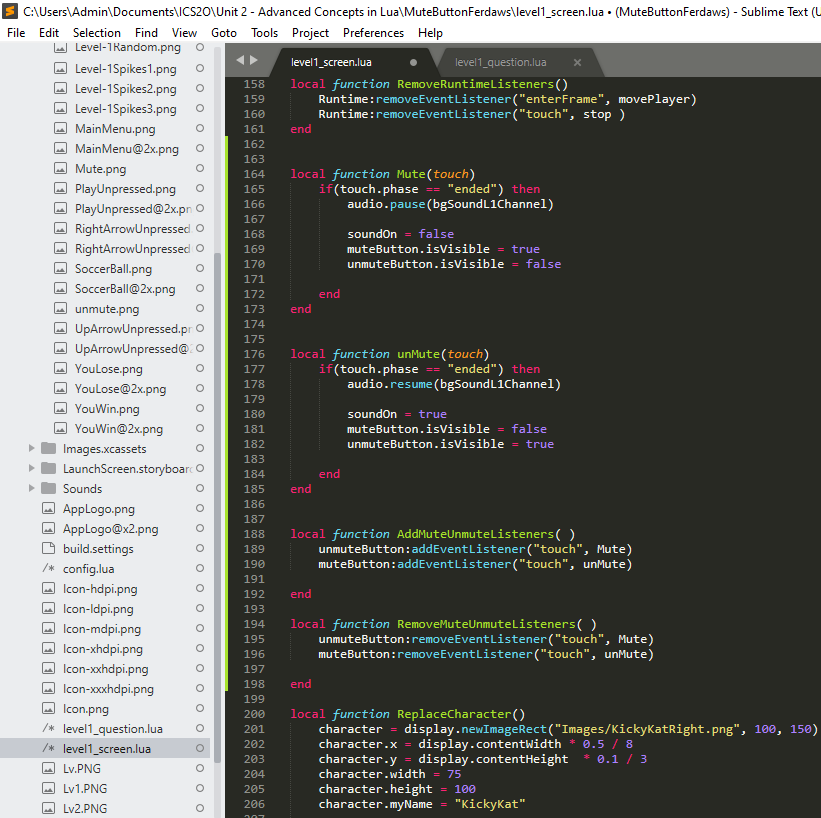 C:\Users\Admin\Documents\ICS2O\Unit 2 - Advanced Concepts in Lua\MuteButtonFerdaws\level1_screen.lua • (MuteButtonFerdaws) - Sublime Text (U
File Edit Selection Find View Goto Tools Project Preferences Help
Level-1Random.png
Level-1Spikes1.png
Level-1Spikes2.png
Level-1Spikes3.png
MainMenu.png
MainMenu@2x.png
Mute.png
PlayUnpressed.png
PlayUnpressed@2x.pn
RightArrowUnpressed.
RightArrowUnpressed
SoccerBall.png
SoccerBall@2x.png
unmute.png
UpArrowUnpressed.pr
UpArrowUnpressed@2
YouLose.png
YouLose@2x.png
YouWin.png
YouWin@2x.png
Images.xcassets
LaunchScreen.storyboard
Sounds
AppLogo.png
AppLogo@x2.png
build.settings
/* config.lua
Icon-hdpi.png
Icon-ldpi.png
Icon-mdpi.png
Icon-xhdpi.png
Icon-xxhdpi.png
Icon-xxxhdpi.png
Icon.png
/* level1_question.lua
/* level1_screen.lua
Lv.PNG
Lv1.PNG
Lv2.PNG
level1_screen.lua level1_question.lua
158 local function RemoveRuntimeListeners()
159 Runtime:removeEventListener("enterFrame", movePlayer)
160 Runtime:removeEventListener("touch", stop )
161 end
162
163
164 local function Mute(touch)
165 if(touch.phase == "ended") then
166 audio.pause(bgSoundL1Channel)
167
168 soundOn = false
169 muteButton.isVisible = true
170 unmuteButton.isVisible = false
171
172 end
173 end
174
175
176 local function unMute(touch)
177 if(touch.phase == "ended") then
178 audio.resume(bgSoundL1Channel)
179
180 soundOn = true
181 muteButton.isVisible = false
182 unmuteButton.isVisible = true
183
184 end
185 end
186
187
188 local function AddMuteUnmuteListeners( )
189 unmuteButton:addEventListener("touch", Mute)
190 muteButton:addEventListener("touch", unMute)
191
192 end
193
194 local function RemoveMuteUnmuteListeners( )
195 unmuteButton:removeEventListener("touch", Mute)
196 muteButton:removeEventListener("touch", unMute)
197
198 end
199
200 local function ReplaceCharacter()
201 character = display.newImageRect("Images/KickyKatRight.png", 100, 150)
202 character.x = display.contentWidth * 0.5 / 8
203 character.y = display.contentHeight * 0.1 / 3
204 character.width = 75
205 character.height = 100
206 character.myName = "KickyKat"